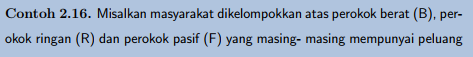 Contoh 2.16. Misalkan masyarakat dikelompokkan atas perokok berat (B), per-
okok ringan (R) dan perokok pasif (F) yang masing- masing mempunyai peluang